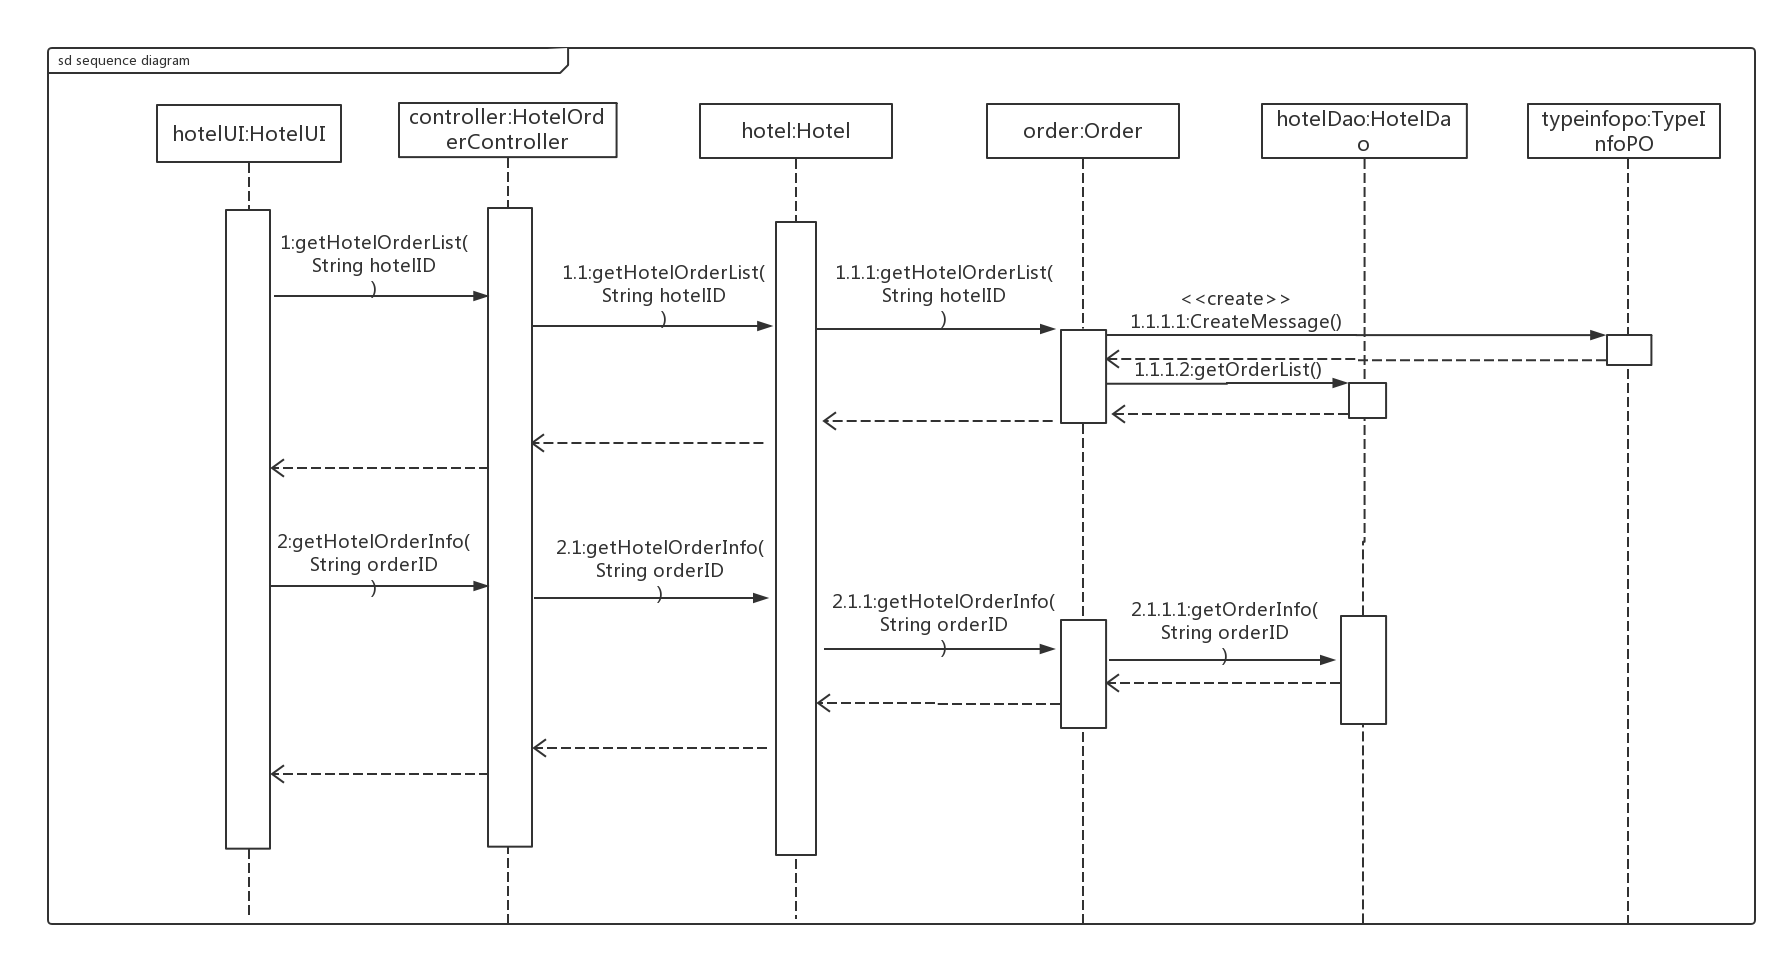 sd sequence diagram
hotelUI:HotelUI
controller:HotelOrd
erController
hotel:Hotel
order:Order
hotelDao:HotelDa
o
typeinfopo:TypeI
nfoPO
1:getHotelOrderList(
String hotelID
)
1.1:getHotelOrderList(
String hotelID
)
1.1.1:getHotelOrderList(
String hotelID
)
<<create>>
1.1.1.1:CreateMessage()
1.1.1.2:getOrderList()
2:getHotelOrderInfo(
String orderID
)
2.1:getHotelOrderInfo(
String orderID
)
2.1.1:getHotelOrderInfo(
String orderID
)
2.1.1.1:getOrderInfo(
String orderID
)